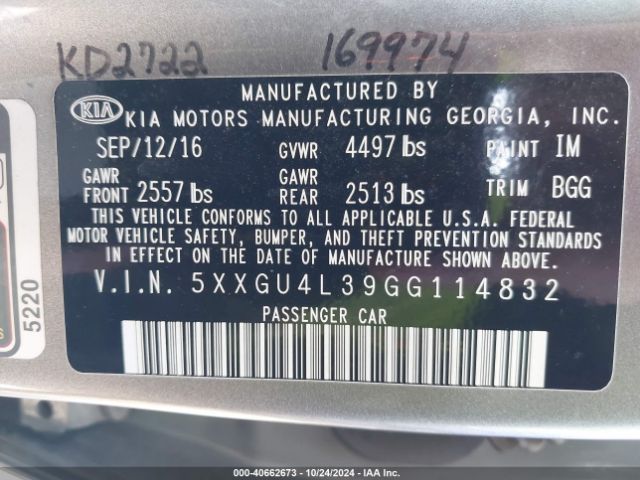 KD2722 169974
MANUFACTURED BY
KIA KIA MOTORS MANUFACTURING GEORGIA, INC.
SEP/12/16 GVWR 4497 lbs PAINT IM
GAWR FRONT 2557 lbs GAWR REAR 2513 lbs TRIM BGG
THIS VEHICLE CONFORMS TO ALL APPLICABLE U.S.A. FEDERAL
MOTOR VEHICLE SAFETY, BUMPER, AND THEFT PREVENTION STANDARDS
IN EFFECT ON THE DATE OF MANUFACTURE SHOWN ABOVE.
V.I.N. 5XXGU4L39GG114832
PASSENGER CAR
5220
© - 40662673 - 10/24/2024 - IAA Inc.